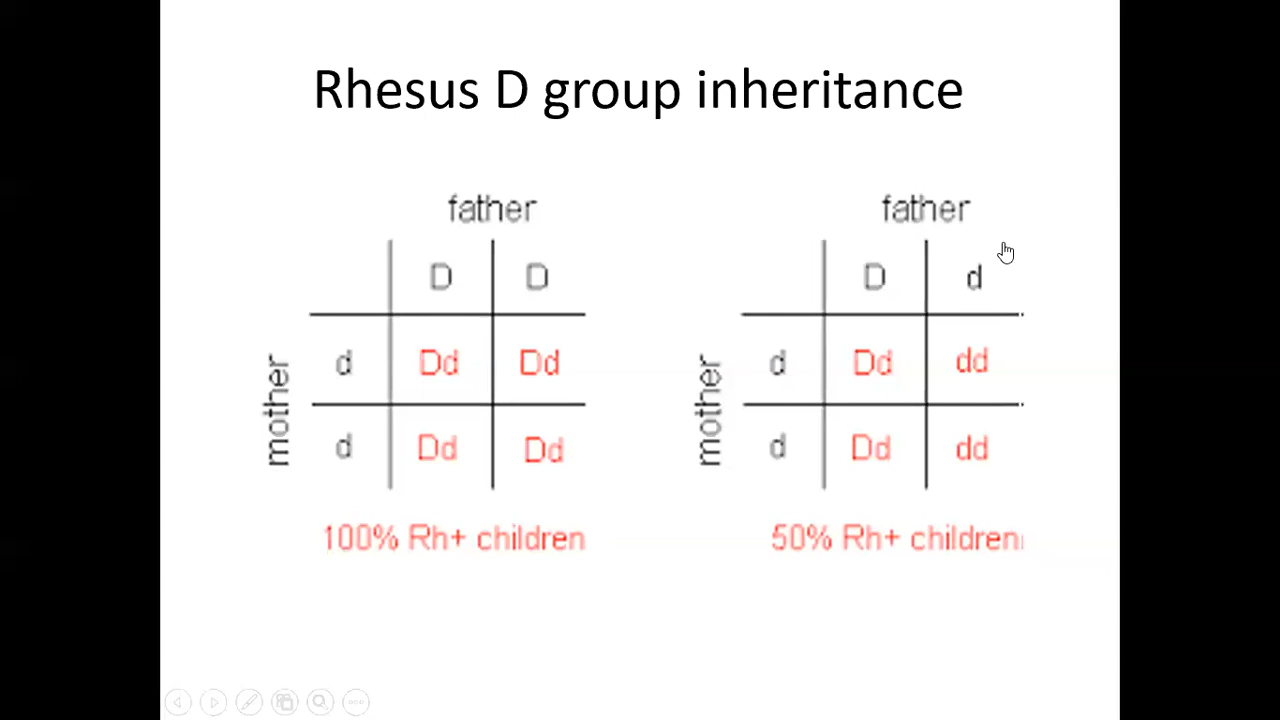 Rhesus D group inheritance
father
D D
mother
d Dd Dd
d Dd Dd
100% Rh+ children
father
D d
mother
d Dd dd
d Dd dd
50% Rh+ children